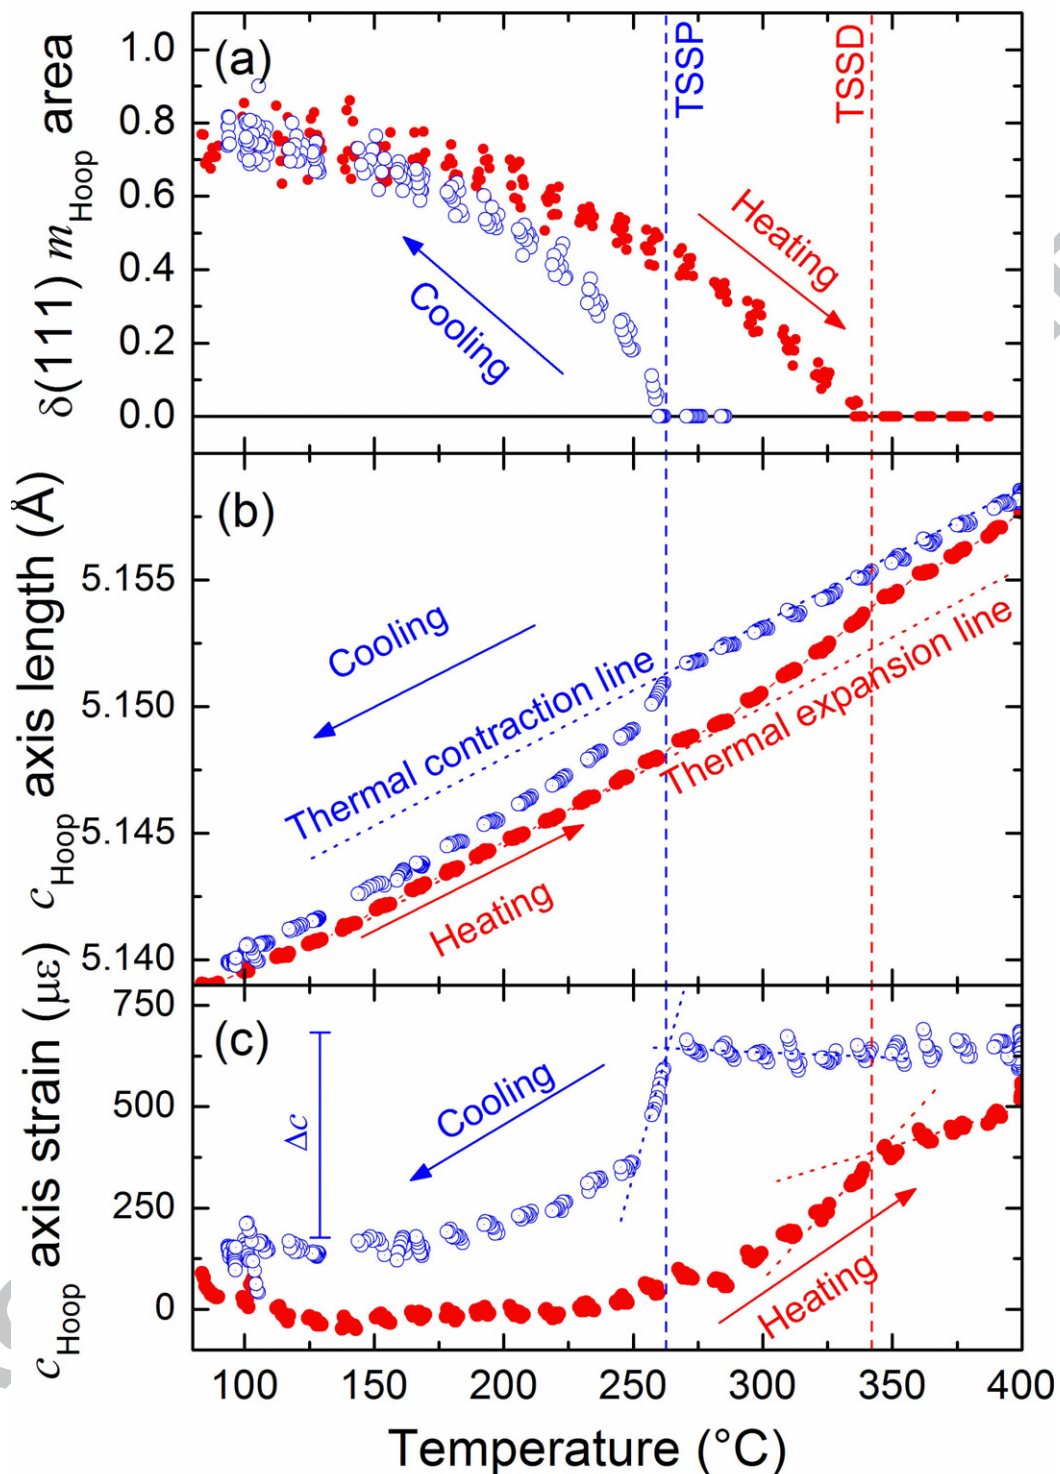 (a)
TSSP
TSSD
δ(111) m_Hoop area
1.0
0.8
0.6
0.4
0.2
0.0
Heating
Cooling
(b)
c_Hoop axis length (Å)
5.155
5.150
5.145
5.140
Cooling
Thermal contraction line
Thermal expansion line
Heating
(c)
c_Hoop axis strain (με)
750
500
250
0
Δc
Cooling
Heating
100 150 200 250 300 350 400
Temperature (°C)